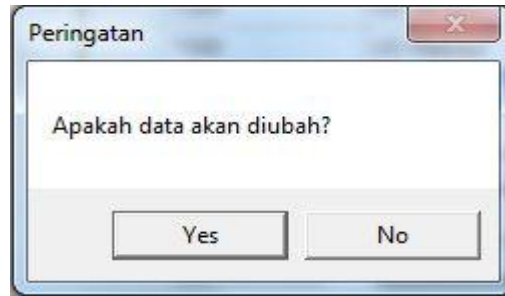 Peringatan
Apakah data akan diubah?
Yes
No